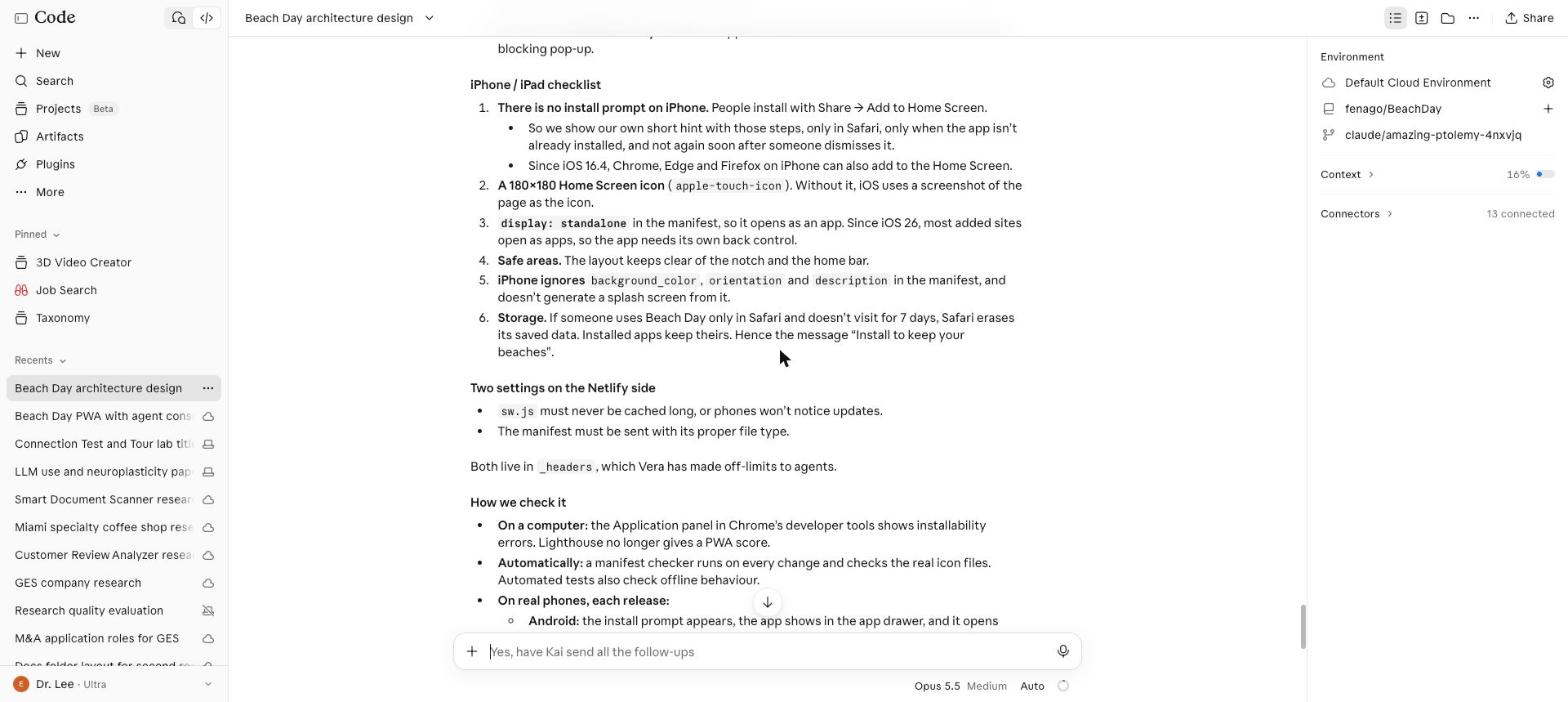 Code
Beach Day architecture design
Share
New
Search
Projects Beta
Artifacts
Plugins
More
Pinned
3D Video Creator
Job Search
Taxonomy
Recents
Beach Day architecture design
Beach Day PWA with agent cons
Connection Test and Tour lab titl
LLM use and neuroplasticity pap
Smart Document Scanner resear
Miami specialty coffee shop rese
Customer Review Analyzer resea
GES company research
Research quality evaluation
M&A application roles for GES
Docs folder layout for second re
E Dr. Lee · Ultra
blocking pop-up.
iPhone / iPad checklist
1. There is no install prompt on iPhone. People install with Share → Add to Home Screen.
• So we show our own short hint with those steps, only in Safari, only when the app isn’t
already installed, and not again soon after someone dismisses it.
• Since iOS 16.4, Chrome, Edge and Firefox on iPhone can also add to the Home Screen.
2. A 180×180 Home Screen icon ( apple-touch-icon ). Without it, iOS uses a screenshot of the
page as the icon.
3. display: standalone in the manifest, so it opens as an app. Since iOS 26, most added sites
open as apps, so the app needs its own back control.
4. Safe areas. The layout keeps clear of the notch and the home bar.
5. iPhone ignores background_color , orientation and description in the manifest, and
doesn’t generate a splash screen from it.
6. Storage. If someone uses Beach Day only in Safari and doesn’t visit for 7 days, Safari erases
its saved data. Installed apps keep theirs. Hence the message “Install to keep your
beaches”.
Two settings on the Netlify side
• sw.js must never be cached long, or phones won’t notice updates.
• The manifest must be sent with its proper file type.
Both live in _headers , which Vera has made off-limits to agents.
How we check it
• On a computer: the Application panel in Chrome’s developer tools shows installability
errors. Lighthouse no longer gives a PWA score.
• Automatically: a manifest checker runs on every change and checks the real icon files.
Automated tests also check offline behaviour.
• On real phones, each release:
Android: the install prompt appears, the app shows in the app drawer, and it opens
Yes, have Kai send all the follow-ups
Opus 5.5 Medium Auto
Environment
Default Cloud Environment
fenago/BeachDay
claude/amazing-ptolemy-4nxvjq
Context 16%
Connectors 13 connected